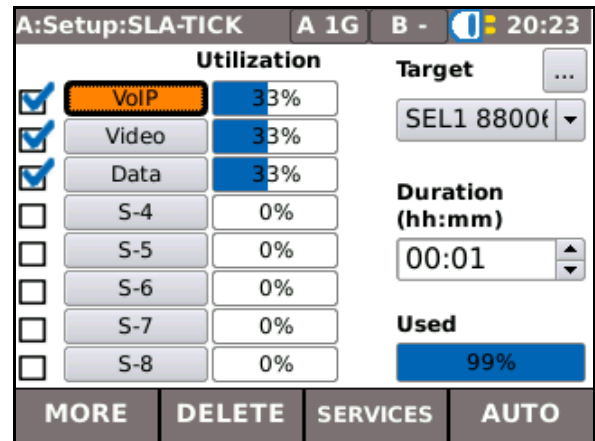 A:Setup:SLA-TICK A 1G B - 20:23
Utilization
VoIP 33%
Video 33%
Data 33%
S-4 0%
S-5 0%
S-6 0%
S-7 0%
S-8 0%
Target ...
SEL1 88006
Duration
(hh:mm)
00:01
Used
99%
MORE DELETE SERVICES AUTO